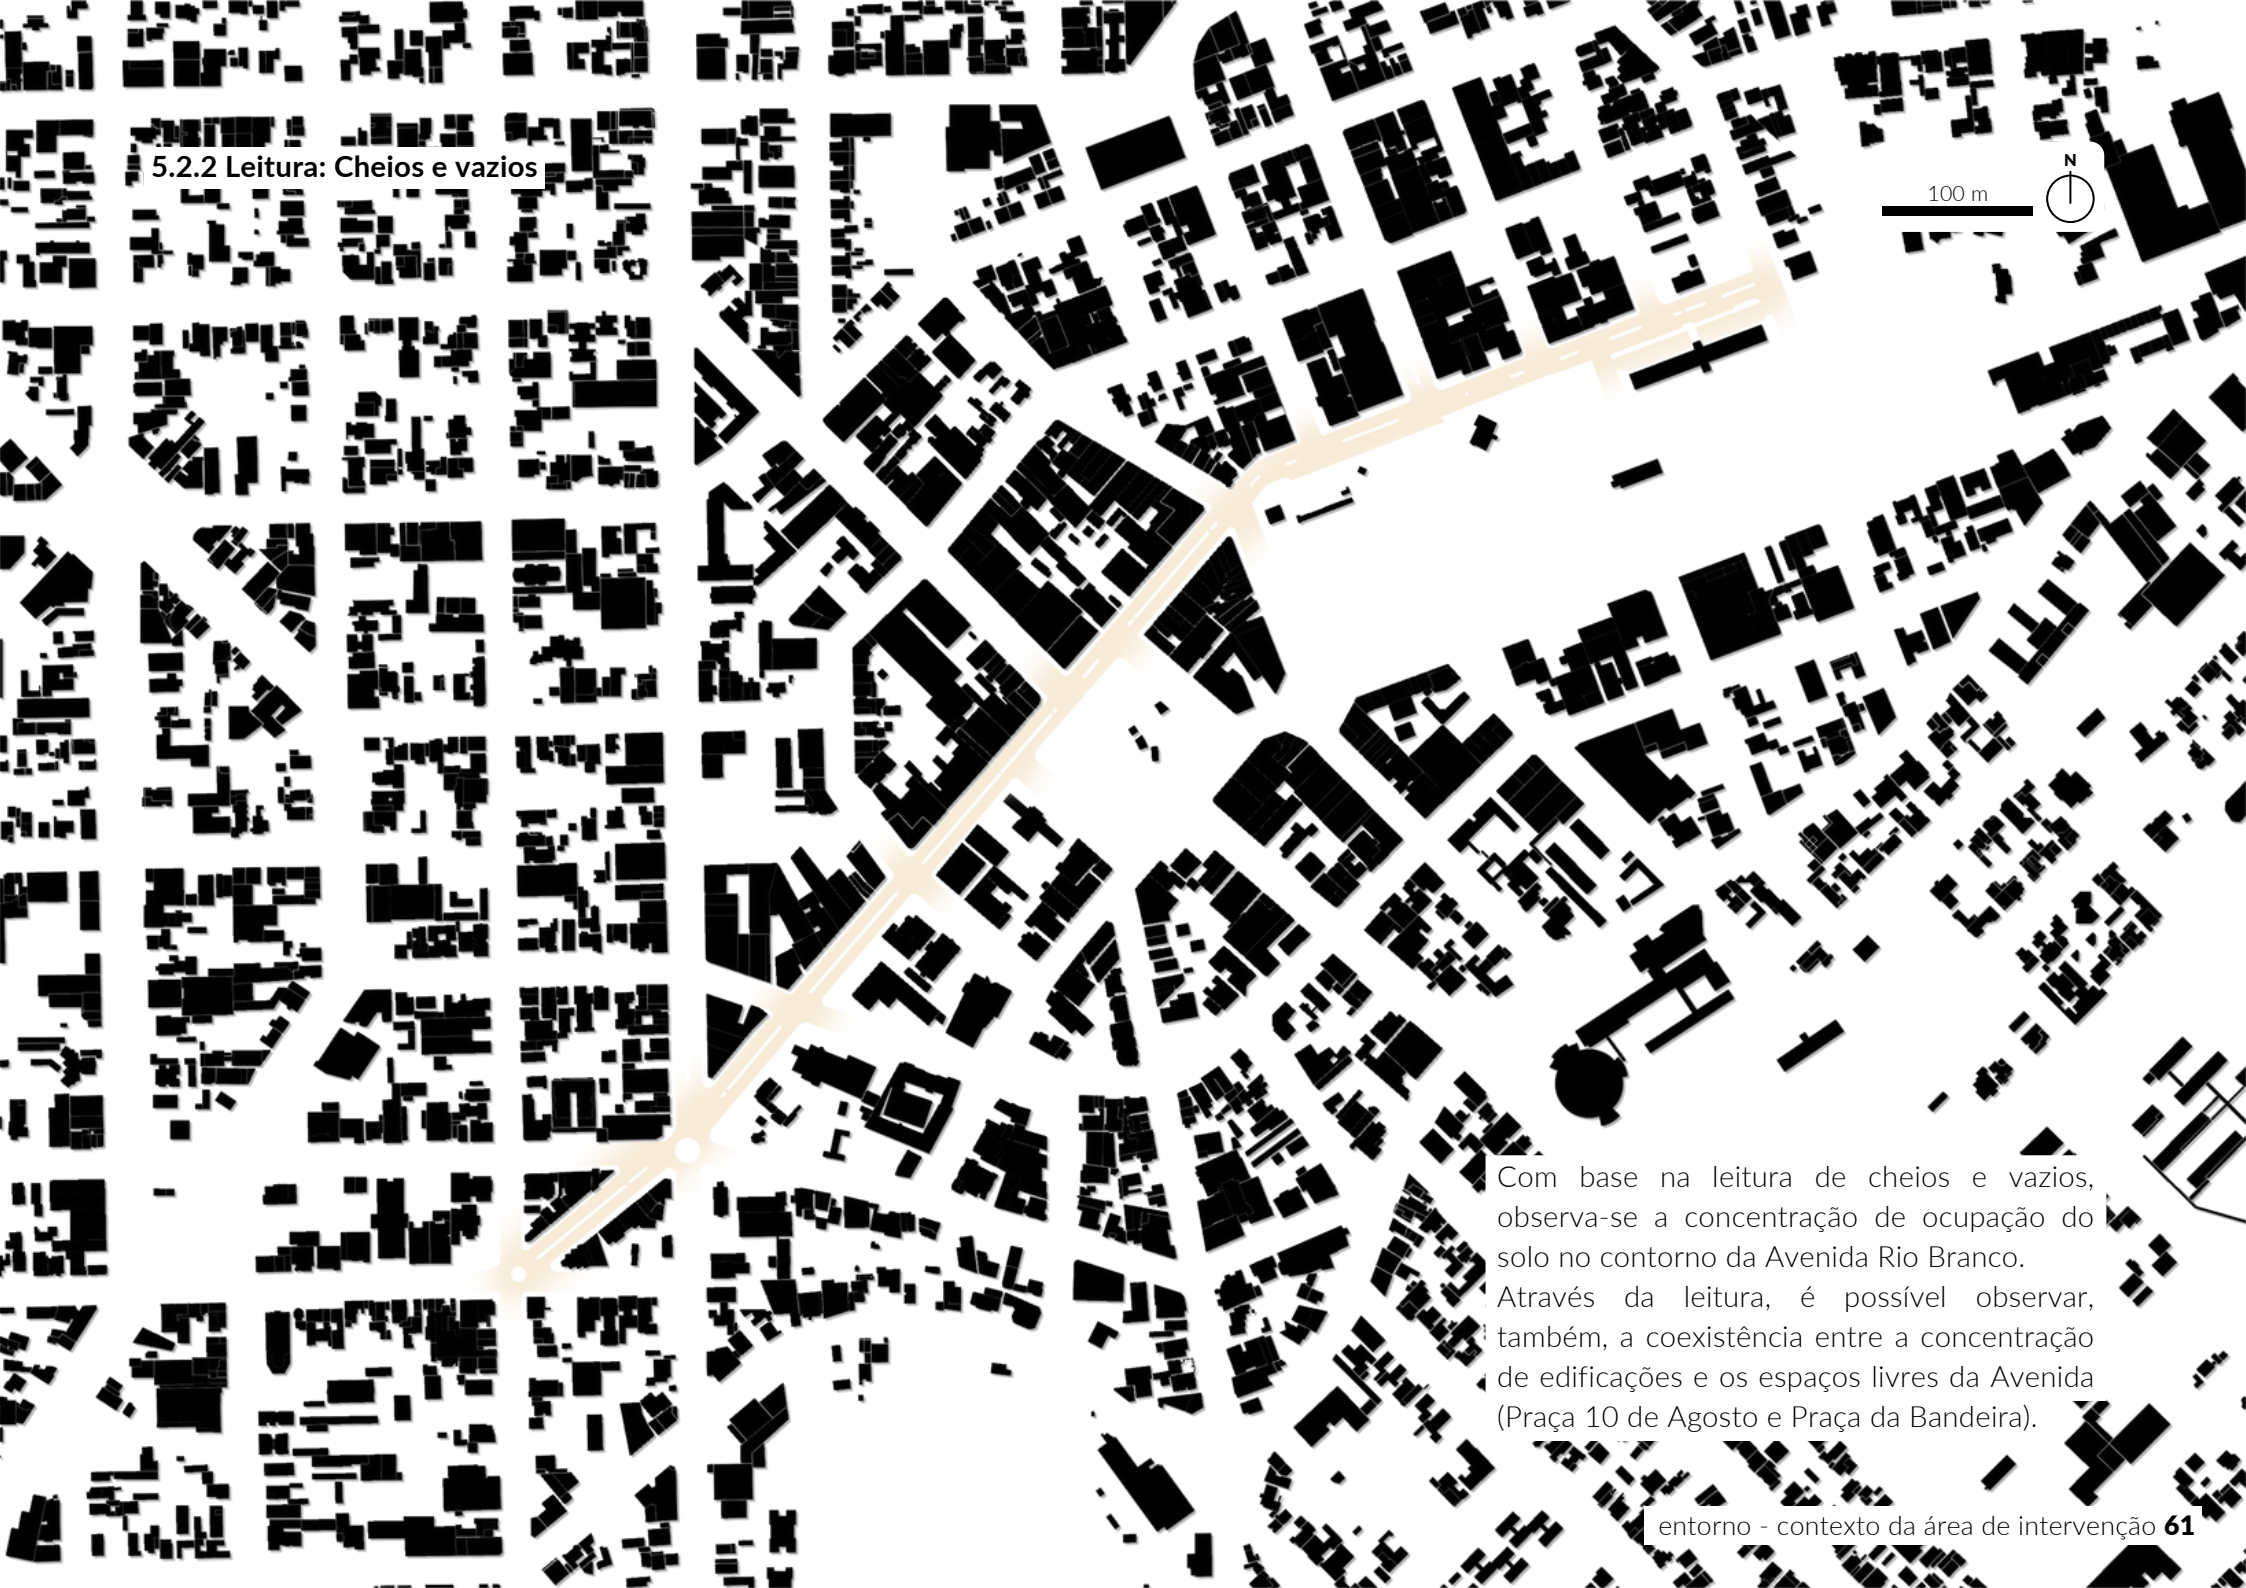 5.2.2 Leitura: Cheios e vazios
N
100 m
Com base na leitura de cheios e vazios,
observa-se a concentração de ocupação do
solo no contorno da Avenida Rio Branco.
Através da leitura, é possível observar,
também, a coexistência entre a concentração
de edificações e os espaços livres da Avenida
(Praça 10 de Agosto e Praça da Bandeira).
entorno - contexto da área de intervenção 61